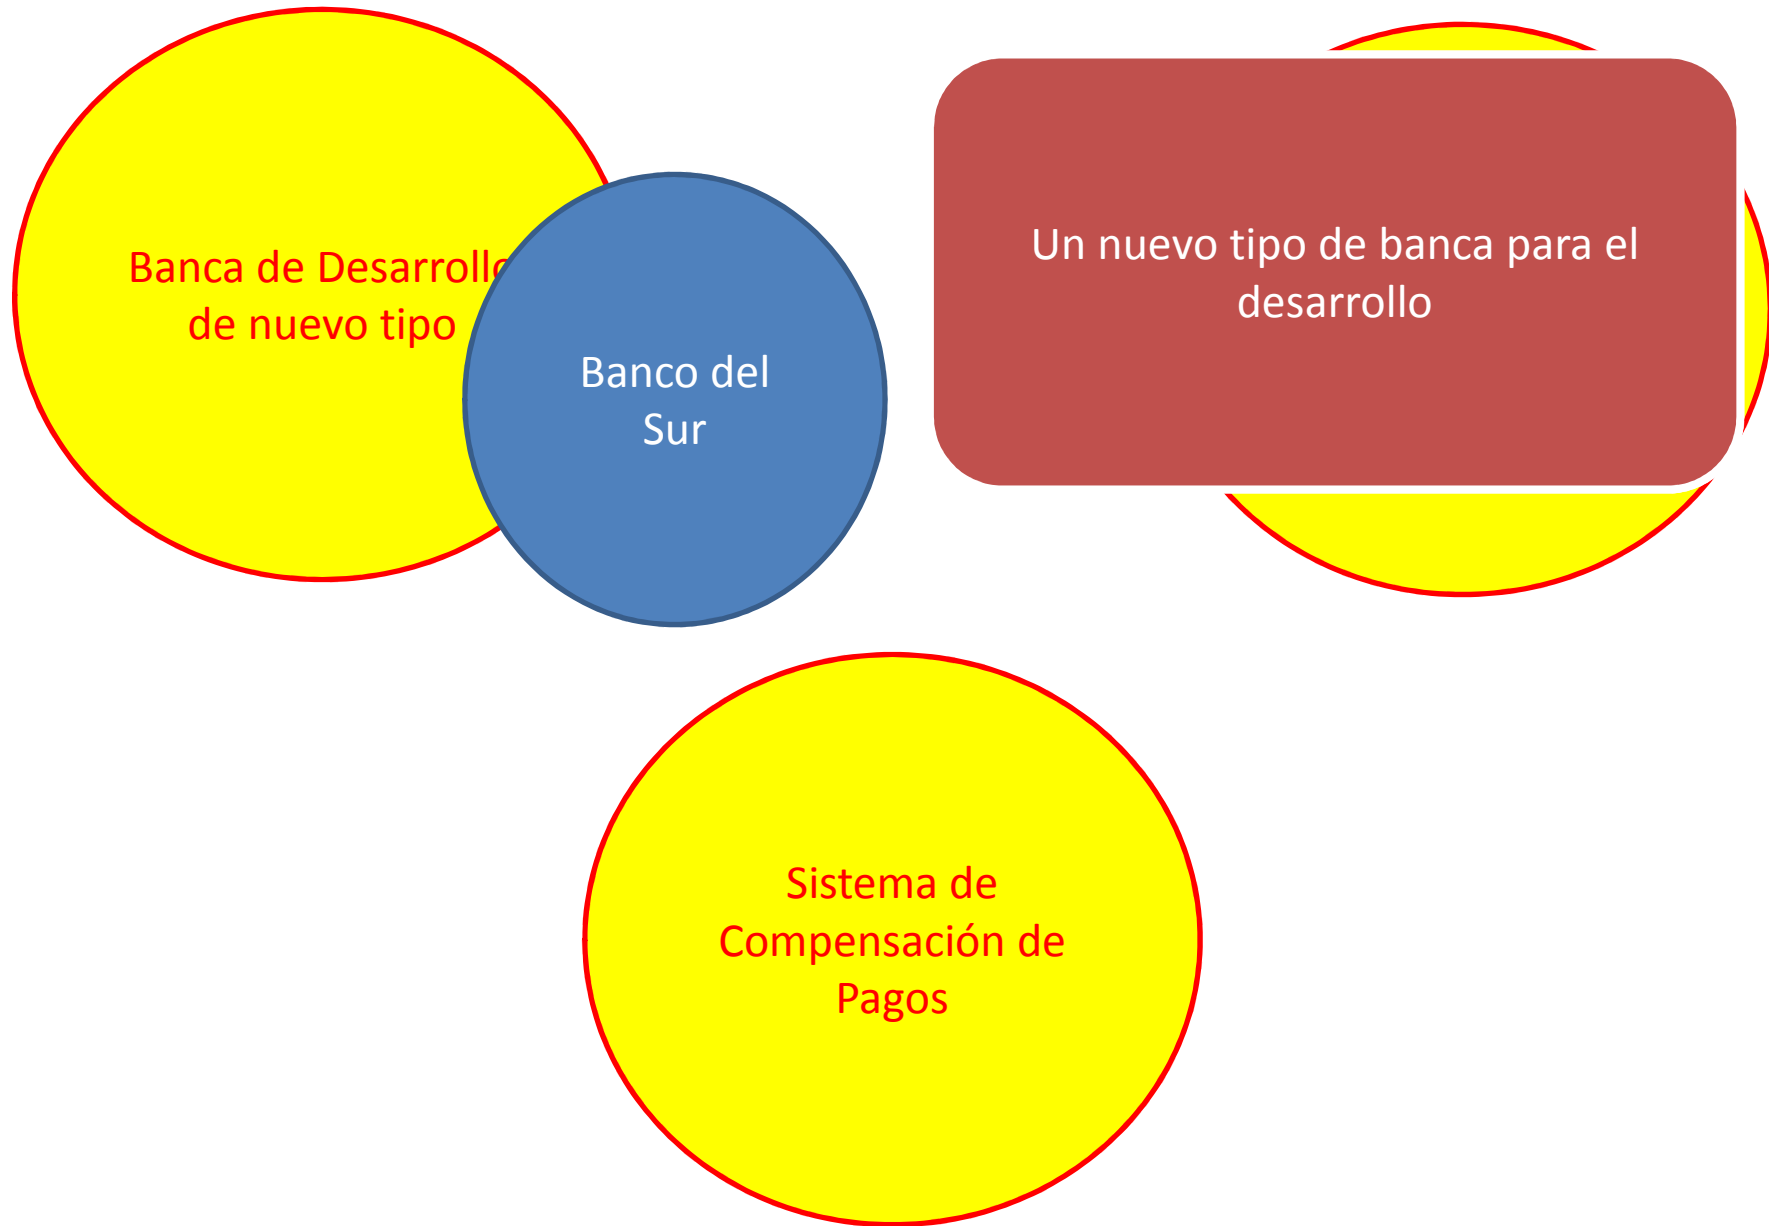 Banca de Desarrollo
de nuevo tipo
Banco del
Sur
Un nuevo tipo de banca para el
desarrollo
Sistema de
Compensación de
Pagos